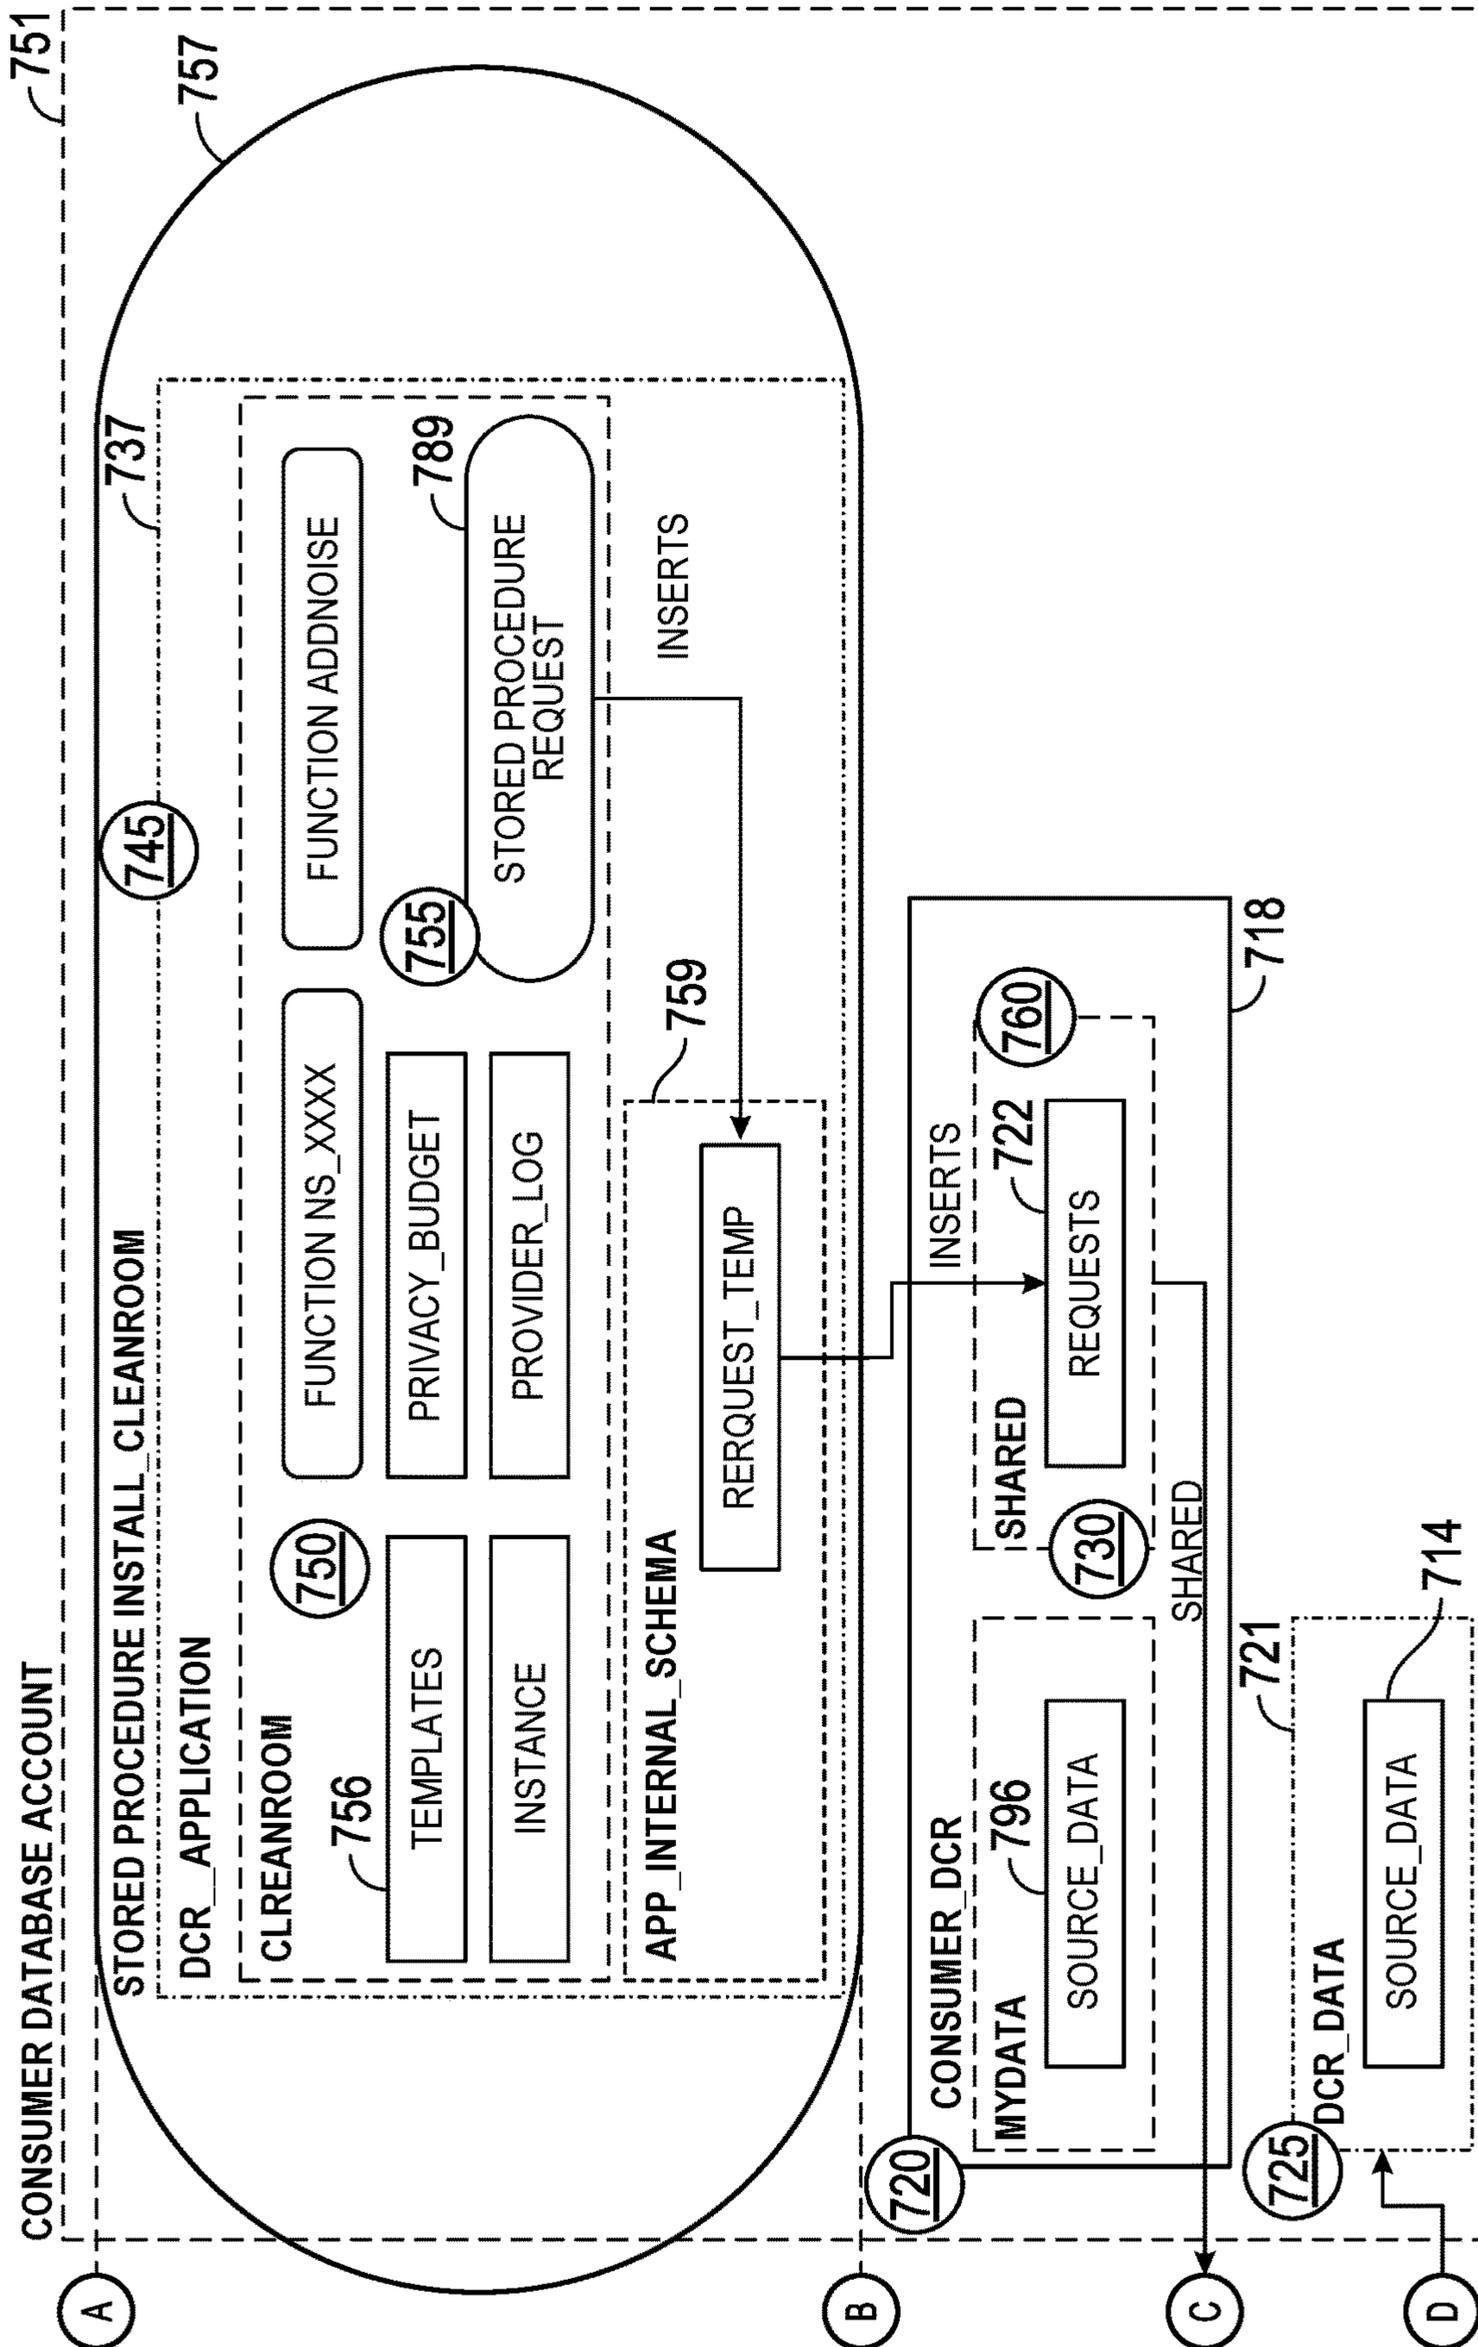 CONSUMER DATABASE ACCOUNT
751
757
STORED PROCEDURE INSTALL_CLEANROOM
745
737
DCR_APPLICATION
CLREANROOM
750
FUNCTION NS_XXXX
FUNCTION ADDNOISE
756
TEMPLATES
PRIVACY_BUDGET
755
789
INSTANCE
PROVIDER_LOG
STORED PROCEDURE
REQUEST
APP_INTERNAL_SCHEMA
759
INSERTS
RERQUEST_TEMP
720
CONSUMER_DCR
INSERTS
MYDATA
796
SOURCE_DATA
SHARED
722
760
REQUESTS
730
SHARED
718
725
721
DCR_DATA
714
SOURCE_DATA
A
B
C
D